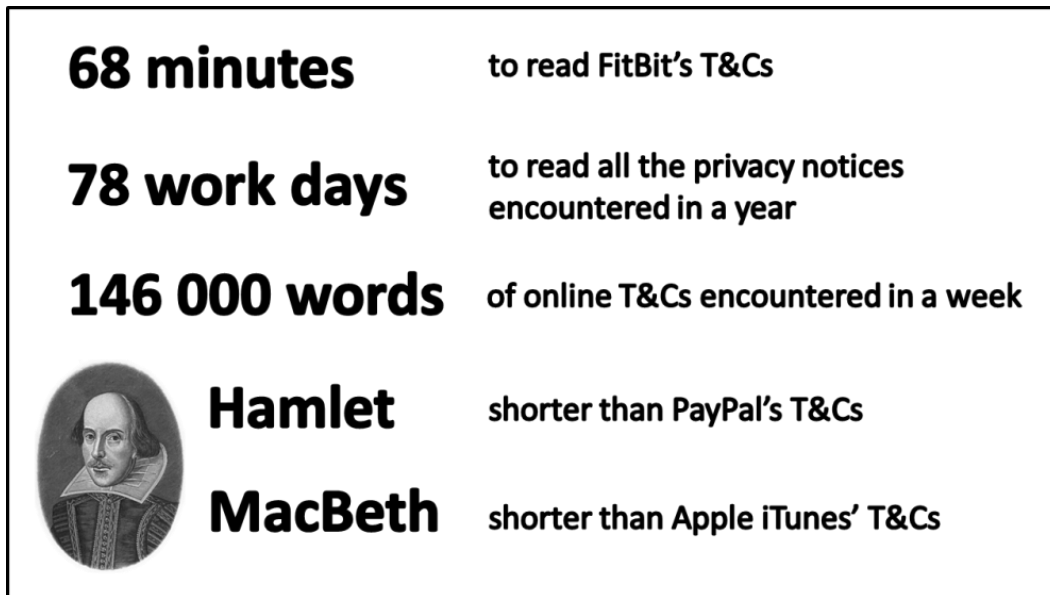 68 minutes
to read FitBit’s T&Cs
78 work days
to read all the privacy notices
encountered in a year
146 000 words
of online T&Cs encountered in a week
Hamlet
shorter than PayPal’s T&Cs
MacBeth
shorter than Apple iTunes’ T&Cs